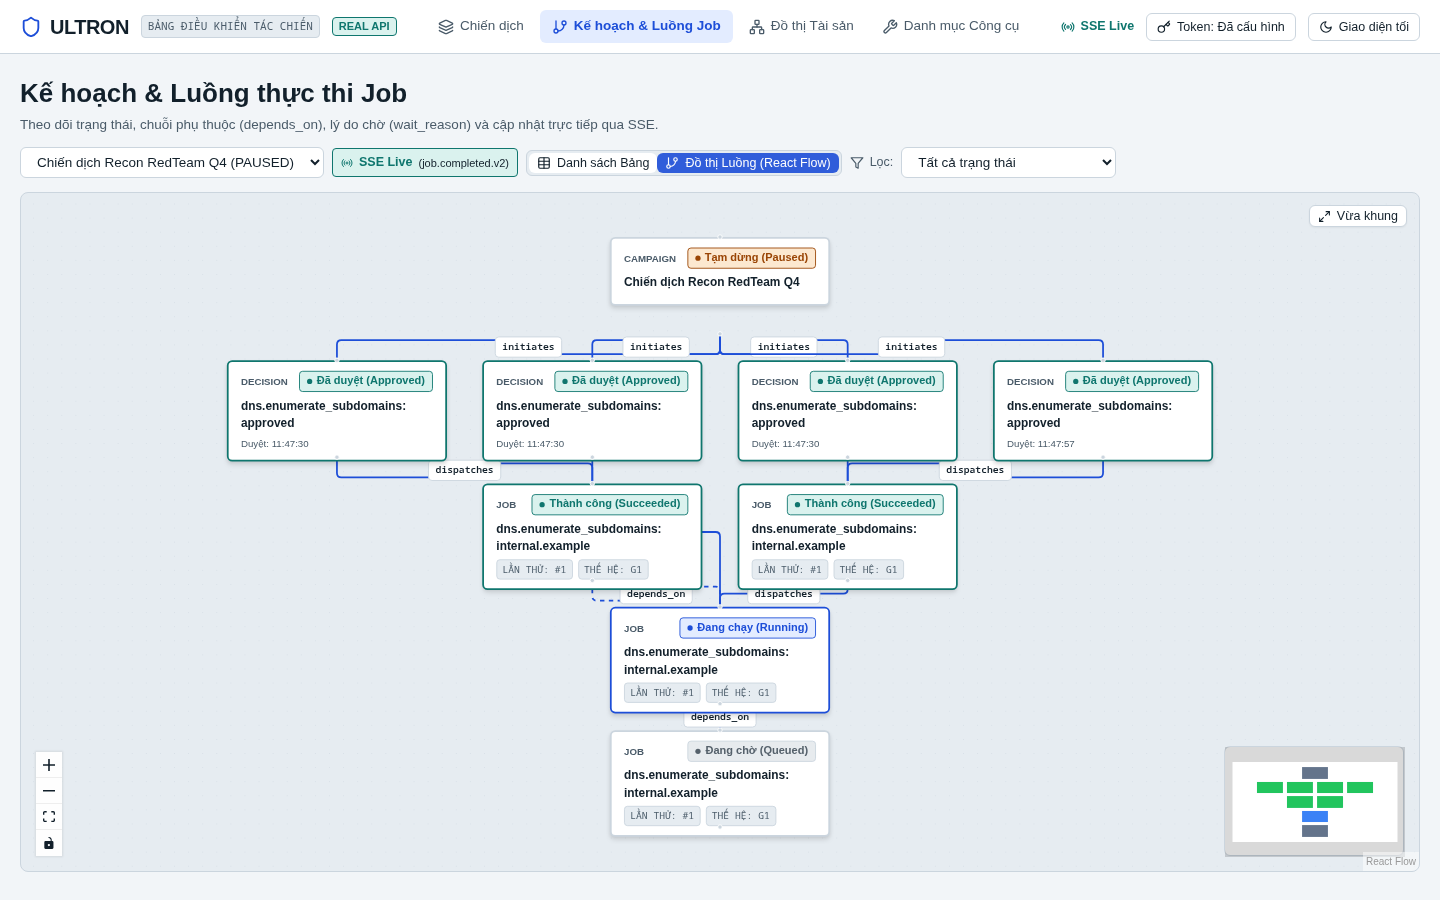 ULTRON
BẢNG ĐIỀU KHIỂN TÁC CHIẾN
REAL API
Chiến dịch
Kế hoạch & Luồng Job
Đồ thị Tài sản
Danh mục Công cụ
SSE Live
Token: Đã cấu hình
Giao diện tối
Kế hoạch & Luồng thực thi Job
Theo dõi trạng thái, chuỗi phụ thuộc (depends_on), lý do chờ (wait_reason) và cập nhật trực tiếp qua SSE.
Chiến dịch Recon RedTeam Q4 (PAUSED)
SSE Live (job.completed.v2)
Danh sách Bảng
Đồ thị Luồng (React Flow)
Lọc:
Tất cả trạng thái
Vừa khung
CAMPAIGN
Tạm dừng (Paused)
Chiến dịch Recon RedTeam Q4
initiates
initiates
initiates
initiates
DECISION
Đã duyệt (Approved)
dns.enumerate_subdomains:
approved
Duyệt: 11:47:30
DECISION
Đã duyệt (Approved)
dns.enumerate_subdomains:
approved
Duyệt: 11:47:30
DECISION
Đã duyệt (Approved)
dns.enumerate_subdomains:
approved
Duyệt: 11:47:30
DECISION
Đã duyệt (Approved)
dns.enumerate_subdomains:
approved
Duyệt: 11:47:57
dispatches
dispatches
JOB
Thành công (Succeeded)
dns.enumerate_subdomains:
internal.example
LẦN THỬ: #1
THẾ HỆ: G1
JOB
Thành công (Succeeded)
dns.enumerate_subdomains:
internal.example
LẦN THỬ: #1
THẾ HỆ: G1
depends_on
dispatches
JOB
Đang chạy (Running)
dns.enumerate_subdomains:
internal.example
LẦN THỬ: #1
THẾ HỆ: G1
depends_on
JOB
Đang chờ (Queued)
dns.enumerate_subdomains:
internal.example
LẦN THỬ: #1
THẾ HỆ: G1
React Flow